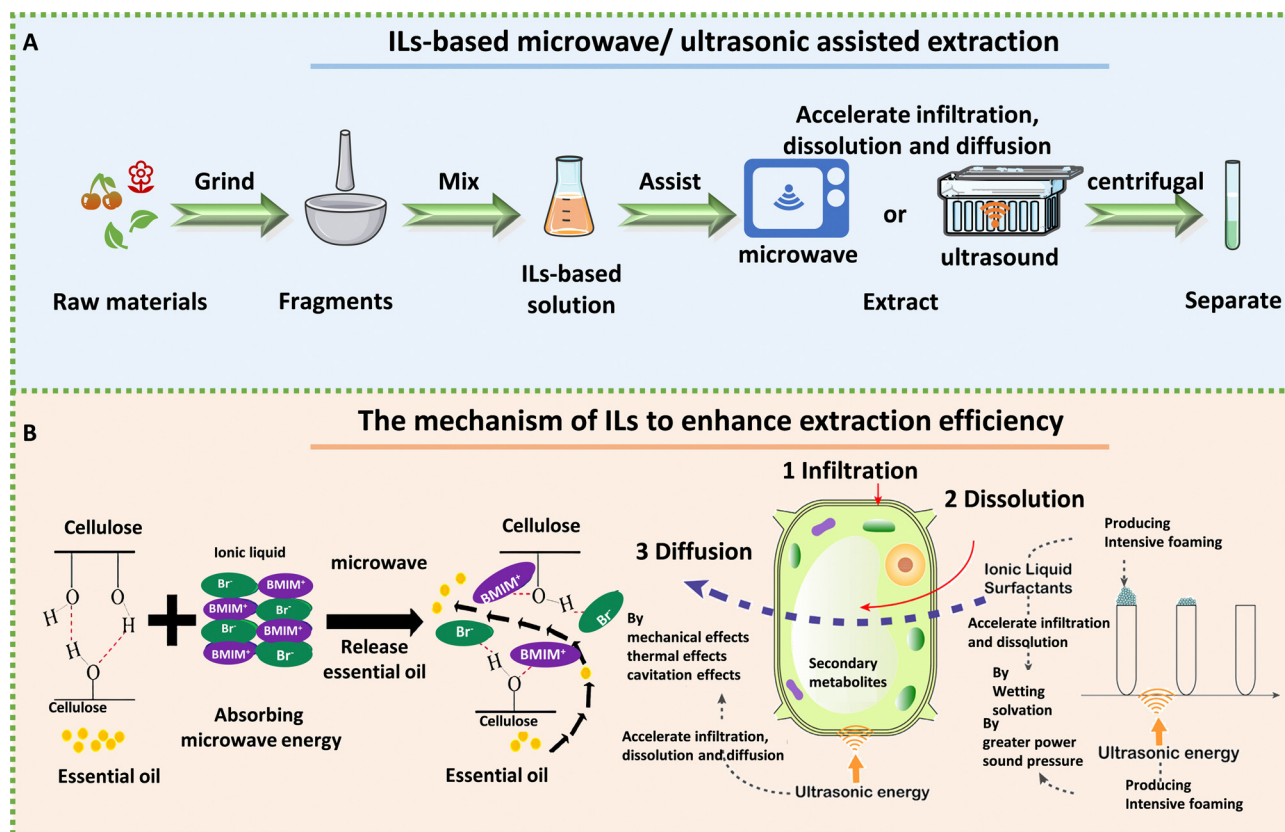 A
ILs-based microwave/ ultrasonic assisted extraction
Accelerate infiltration,
dissolution and diffusion
Grind
Mix
Assist
or
centrifugal
microwave
ultrasound
Raw materials
Fragments
ILs-based
solution
Extract
Separate
B
The mechanism of ILs to enhance extraction efficiency
Cellulose
O
O
H
H
H
O
Cellulose
Essential oil
Ionic liquid
Br-
BMIM+
BMIM+
Br-
Br-
BMIM+
BMIM+
Br-
Absorbing
microwave energy
microwave
Release
essential oil
Cellulose
BMIM+
O
H
Br-
Br-
H
BMIM+
O
Cellulose
Essential oil
1 Infiltration
2 Dissolution
3 Diffusion
By
mechanical effects
thermal effects
cavitation effects
Accelerate infiltration,
dissolution and diffusion
Secondary
metabolites
Ultrasonic energy
Ionic Liquid
Surfactants
Accelerate infiltration
and dissolution
By
Wetting
solvation
By
greater power
sound pressure
Producing
Intensive foaming
Ultrasonic energy
Producing
Intensive foaming